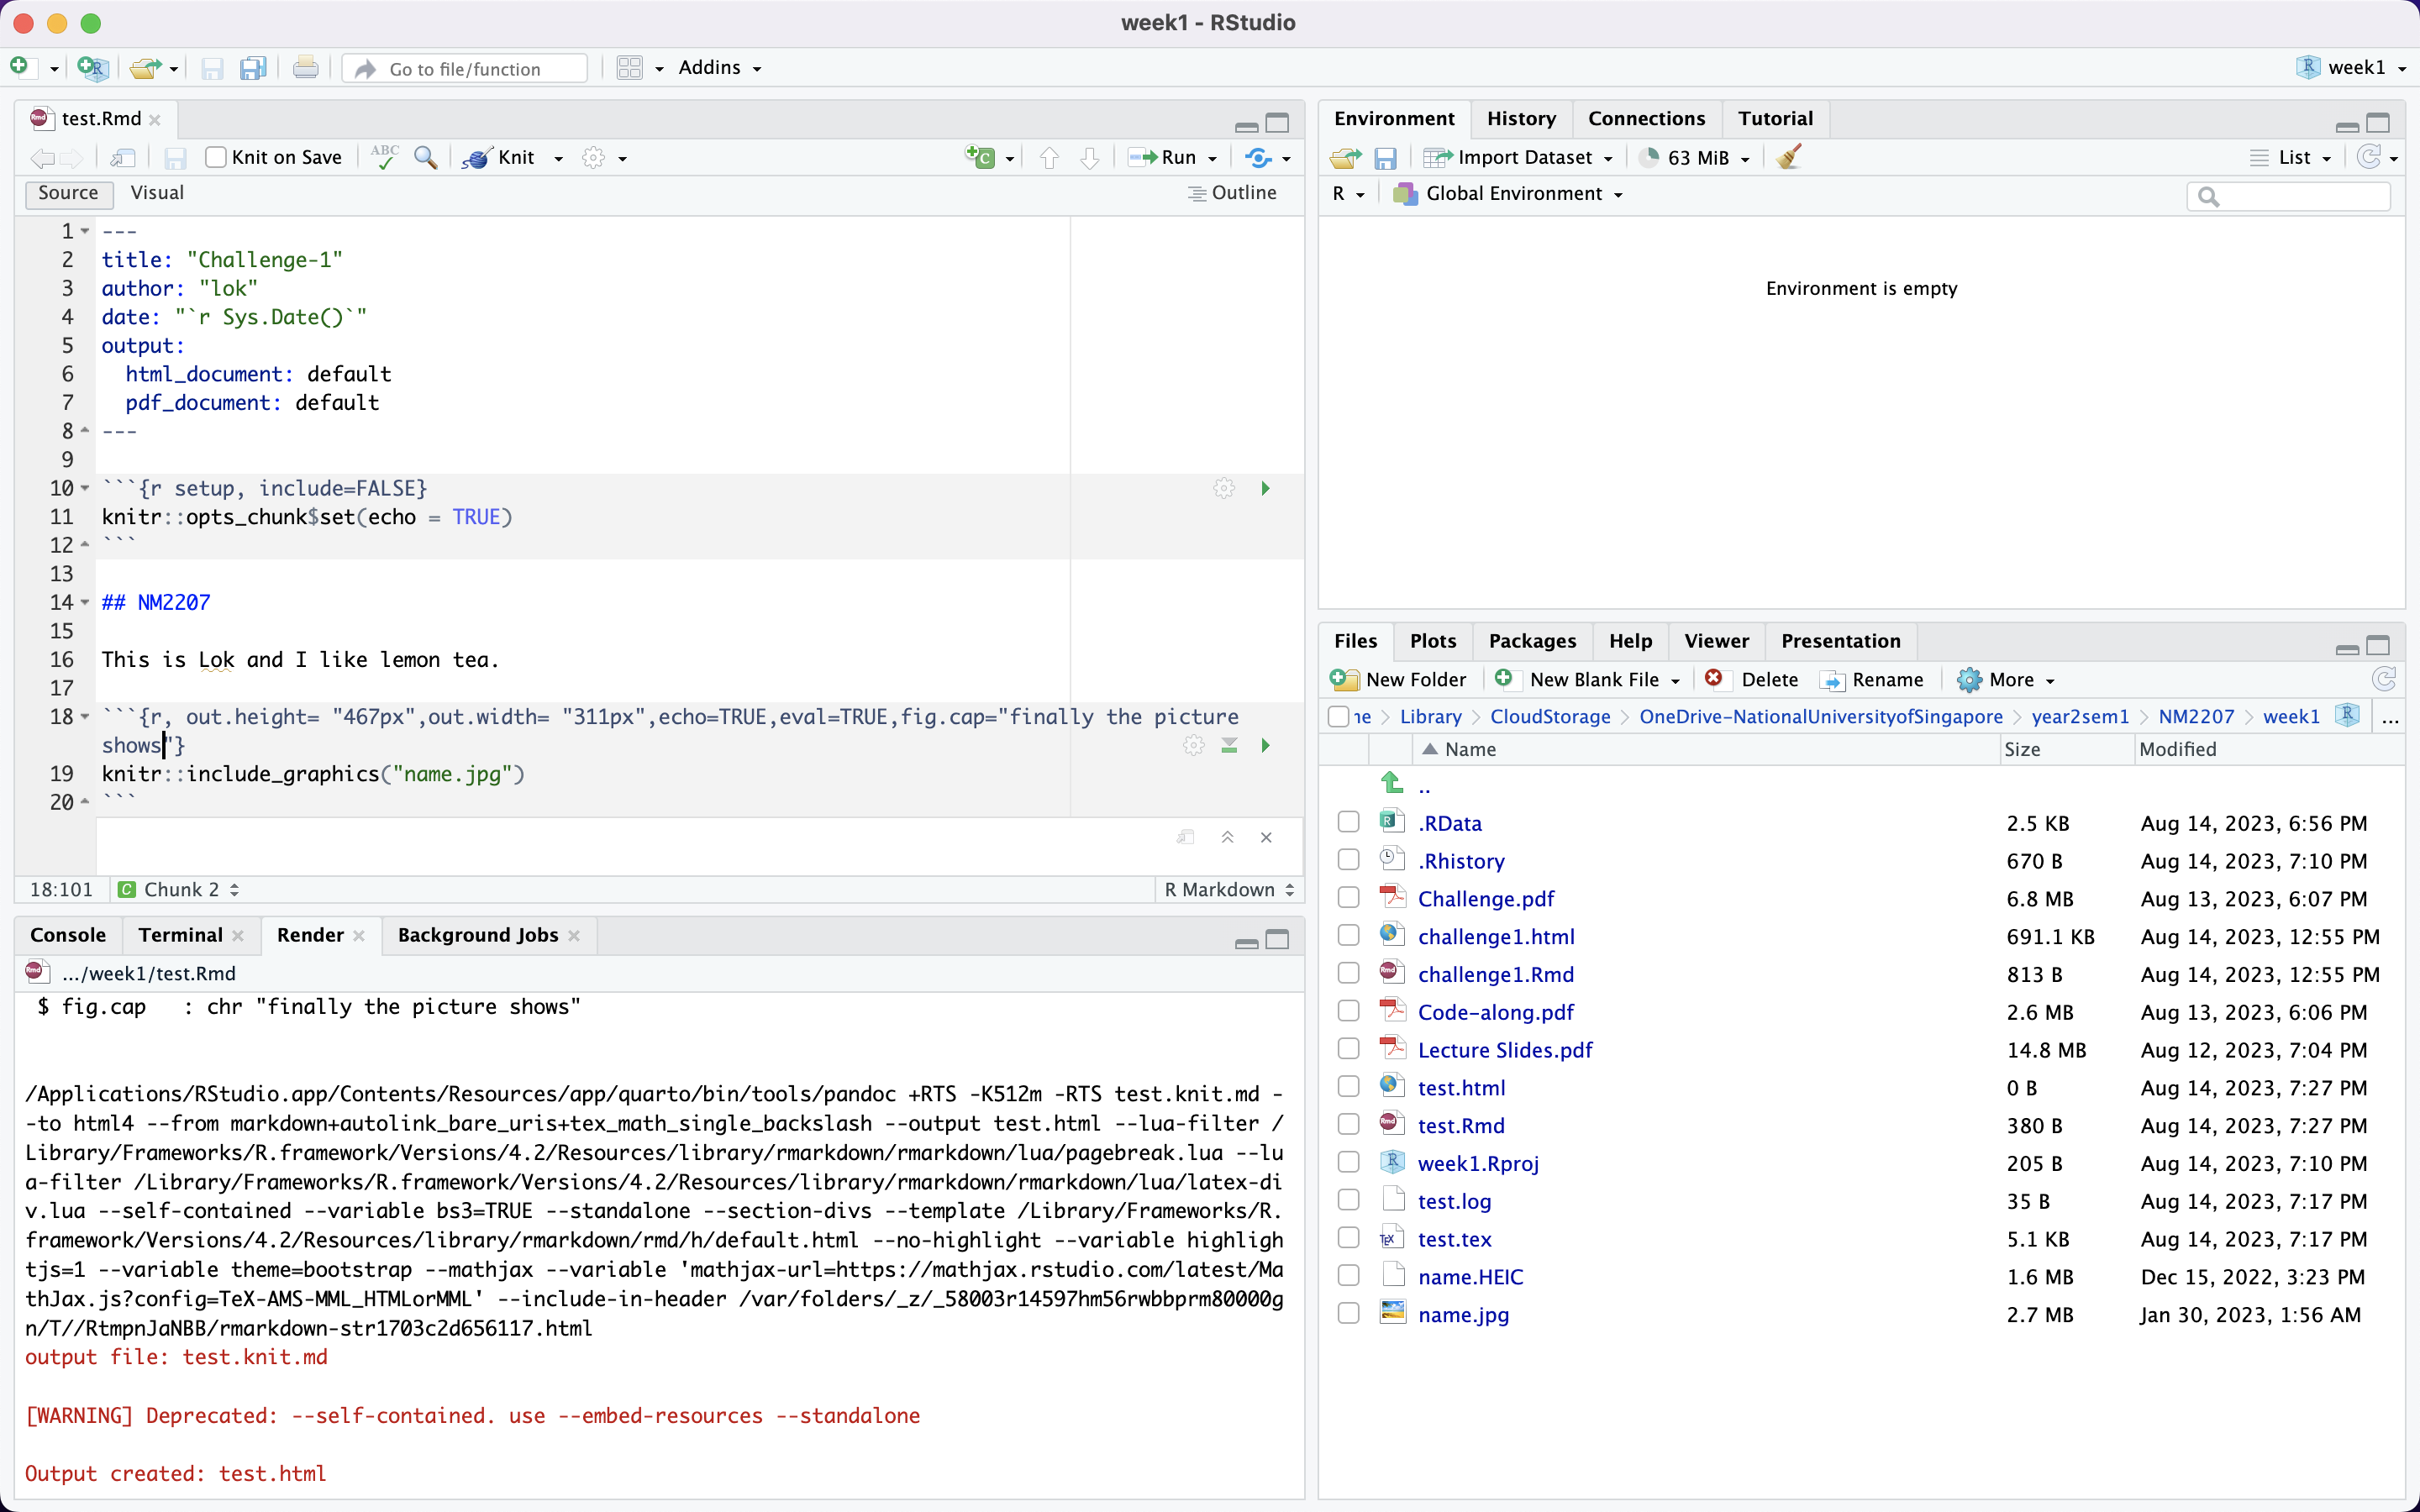 week1 - RStudio
Go to file/function
Addins
week1
test.Rmd
Knit on Save
ABC
Knit
Run
Source
Visual
Outline
1 ---
2 title: "Challenge-1"
3 author: "lok"
4 date: "`r Sys.Date()`"
5 output:
6 html_document: default
7 pdf_document: default
8 ---
9
10 ```{r setup, include=FALSE}
11 knitr::opts_chunk$set(echo = TRUE)
12 ```
13
14 ## NM2207
15
16 This is Lok and I like lemon tea.
17
18 ```{r, out.height= "467px",out.width= "311px",echo=TRUE,eval=TRUE,fig.cap="finally the picture
shows"}
19 knitr::include_graphics("name.jpg")
20 ```
18:101
C Chunk 2
R Markdown
Console
Terminal
Render
Background Jobs
Rmd .../week1/test.Rmd
$ fig.cap   : chr "finally the picture shows"
/Applications/RStudio.app/Contents/Resources/app/quarto/bin/tools/pandoc +RTS -K512m -RTS test.knit.md -
-to html4 --from markdown+autolink_bare_uris+tex_math_single_backslash --output test.html --lua-filter /
Library/Frameworks/R.framework/Versions/4.2/Resources/library/rmarkdown/rmarkdown/lua/pagebreak.lua --lu
a-filter /Library/Frameworks/R.framework/Versions/4.2/Resources/library/rmarkdown/rmarkdown/lua/latex-di
v.lua --self-contained --variable bs3=TRUE --standalone --section-divs --template /Library/Frameworks/R.
framework/Versions/4.2/Resources/library/rmarkdown/rmd/h/default.html --no-highlight --variable highligh
tjs=1 --variable theme=bootstrap --mathjax --variable 'mathjax-url=https://mathjax.rstudio.com/latest/Ma
thJax.js?config=TeX-AMS-MML_HTMLorMML' --include-in-header /var/folders/_z/_58003r14597hm56rwbbprm80000g
n/T//RtmpnJaNBB/rmarkdown-str1703c2d656117.html
output file: test.knit.md
[WARNING] Deprecated: --self-contained. use --embed-resources --standalone
Output created: test.html
Environment
History
Connections
Tutorial
Import Dataset
63 MiB
List
R
Global Environment
Environment is empty
Files
Plots
Packages
Help
Viewer
Presentation
New Folder
New Blank File
Delete
Rename
More
ne > Library > CloudStorage > OneDrive-NationalUniversityofSingapore > year2sem1 > NM2207 > week1 R ...
Name Size Modified
..
.RData 2.5 KB Aug 14, 2023, 6:56 PM
.Rhistory 670 B Aug 14, 2023, 7:10 PM
Challenge.pdf 6.8 MB Aug 13, 2023, 6:07 PM
challenge1.html 691.1 KB Aug 14, 2023, 12:55 PM
challenge1.Rmd 813 B Aug 14, 2023, 12:55 PM
Code-along.pdf 2.6 MB Aug 13, 2023, 6:06 PM
Lecture Slides.pdf 14.8 MB Aug 12, 2023, 7:04 PM
test.html 0 B Aug 14, 2023, 7:27 PM
test.Rmd 380 B Aug 14, 2023, 7:27 PM
week1.Rproj 205 B Aug 14, 2023, 7:10 PM
test.log 35 B Aug 14, 2023, 7:17 PM
test.tex 5.1 KB Aug 14, 2023, 7:17 PM
name.HEIC 1.6 MB Dec 15, 2022, 3:23 PM
name.jpg 2.7 MB Jan 30, 2023, 1:56 AM